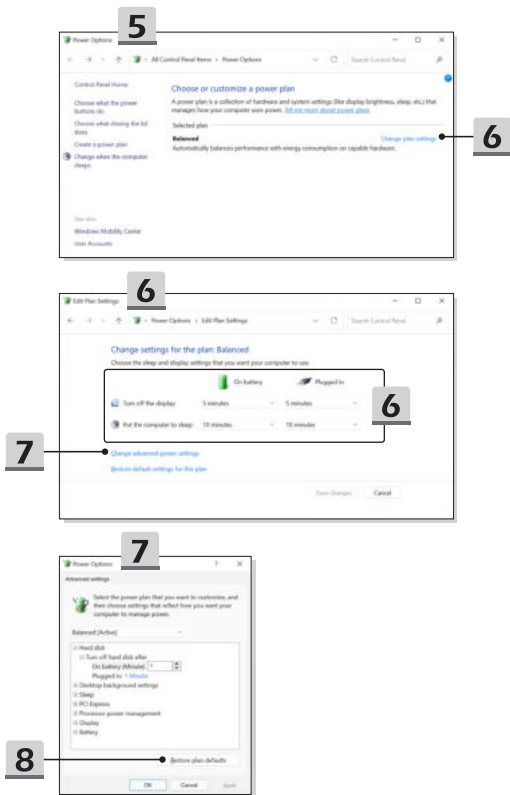 5
Power Options
All Control Panel Items > Power Options
Search Control Panel
Control Panel Home
Choose what the power
buttons do
Choose what closing the lid
does
Create a power plan
Change when the computer
sleeps
See also
Windows Mobility Center
User Accounts
Choose or customize a power plan
A power plan is a collection of hardware and system settings (like display brightness, sleep, etc.) that
manages how your computer uses power. Tell me more about power plans
Selected plan
Balanced
Change plan settings
6
Automatically balances performance with energy consumption on capable hardware.
6
Edit Plan Settings
Power Options > Edit Plan Settings
Search Control Panel
Change settings for the plan: Balanced
Choose the sleep and display settings that you want your computer to use.
On battery
Plugged in
Turn off the display:
5 minutes
5 minutes
6
Put the computer to sleep:
10 minutes
10 minutes
7
Change advanced power settings
Restore default settings for this plan
Save changes
Cancel
7
Power Options
?
Advanced settings
Select the power plan that you want to customize, and
then choose settings that reflect how you want your
computer to manage power.
Balanced [Active]
Hard disk
Turn off hard disk after
On battery (Minute): 1
Plugged in: 1 Minute
Desktop background settings
Sleep
PCI Express
Processor power management
Display
Battery
8
Restore plan defaults
OK
Cancel
Apply